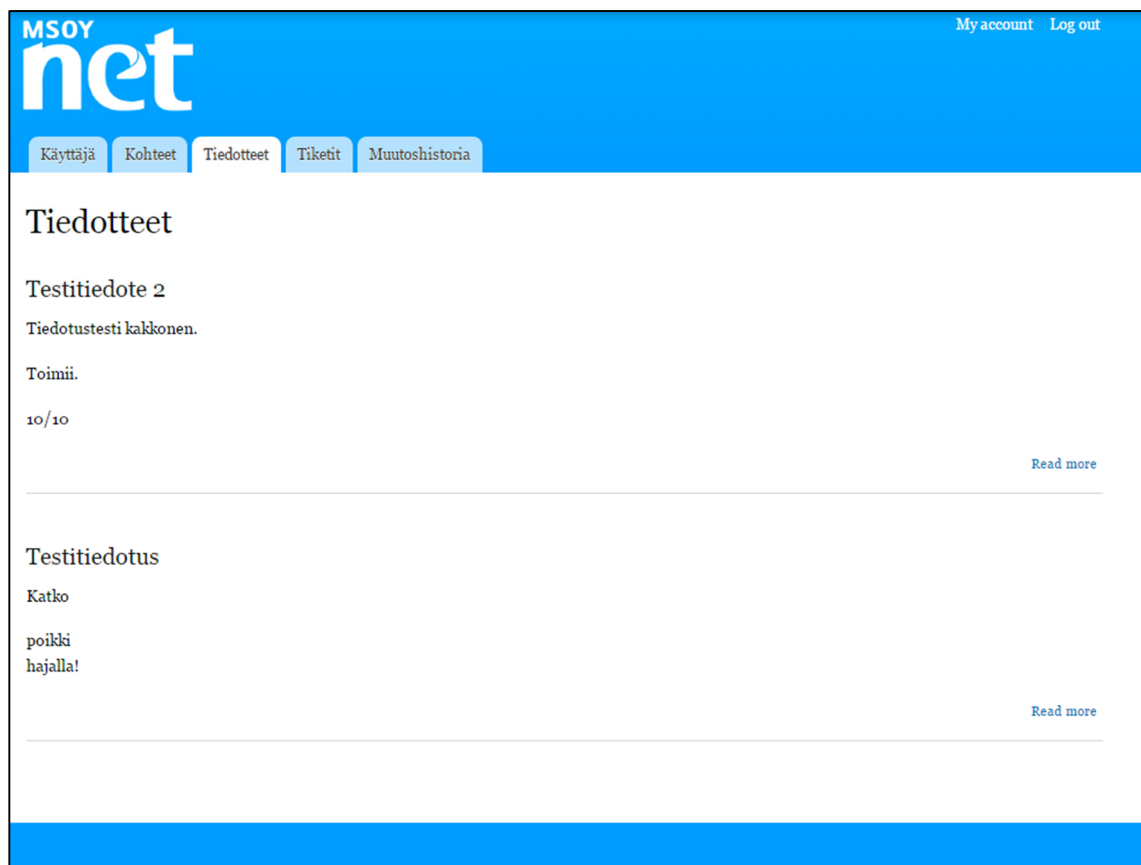 MSOY
net
My account Log out
Käyttäjä Kohteet Tiedotteet Tiketit Muutoshistoria
Tiedotteet
Testitiedote 2
Tiedotustesti kakkonen.
Toimii.
10/10
Read more
Testitiedotus
Katko
poikki
hajalla!
Read more